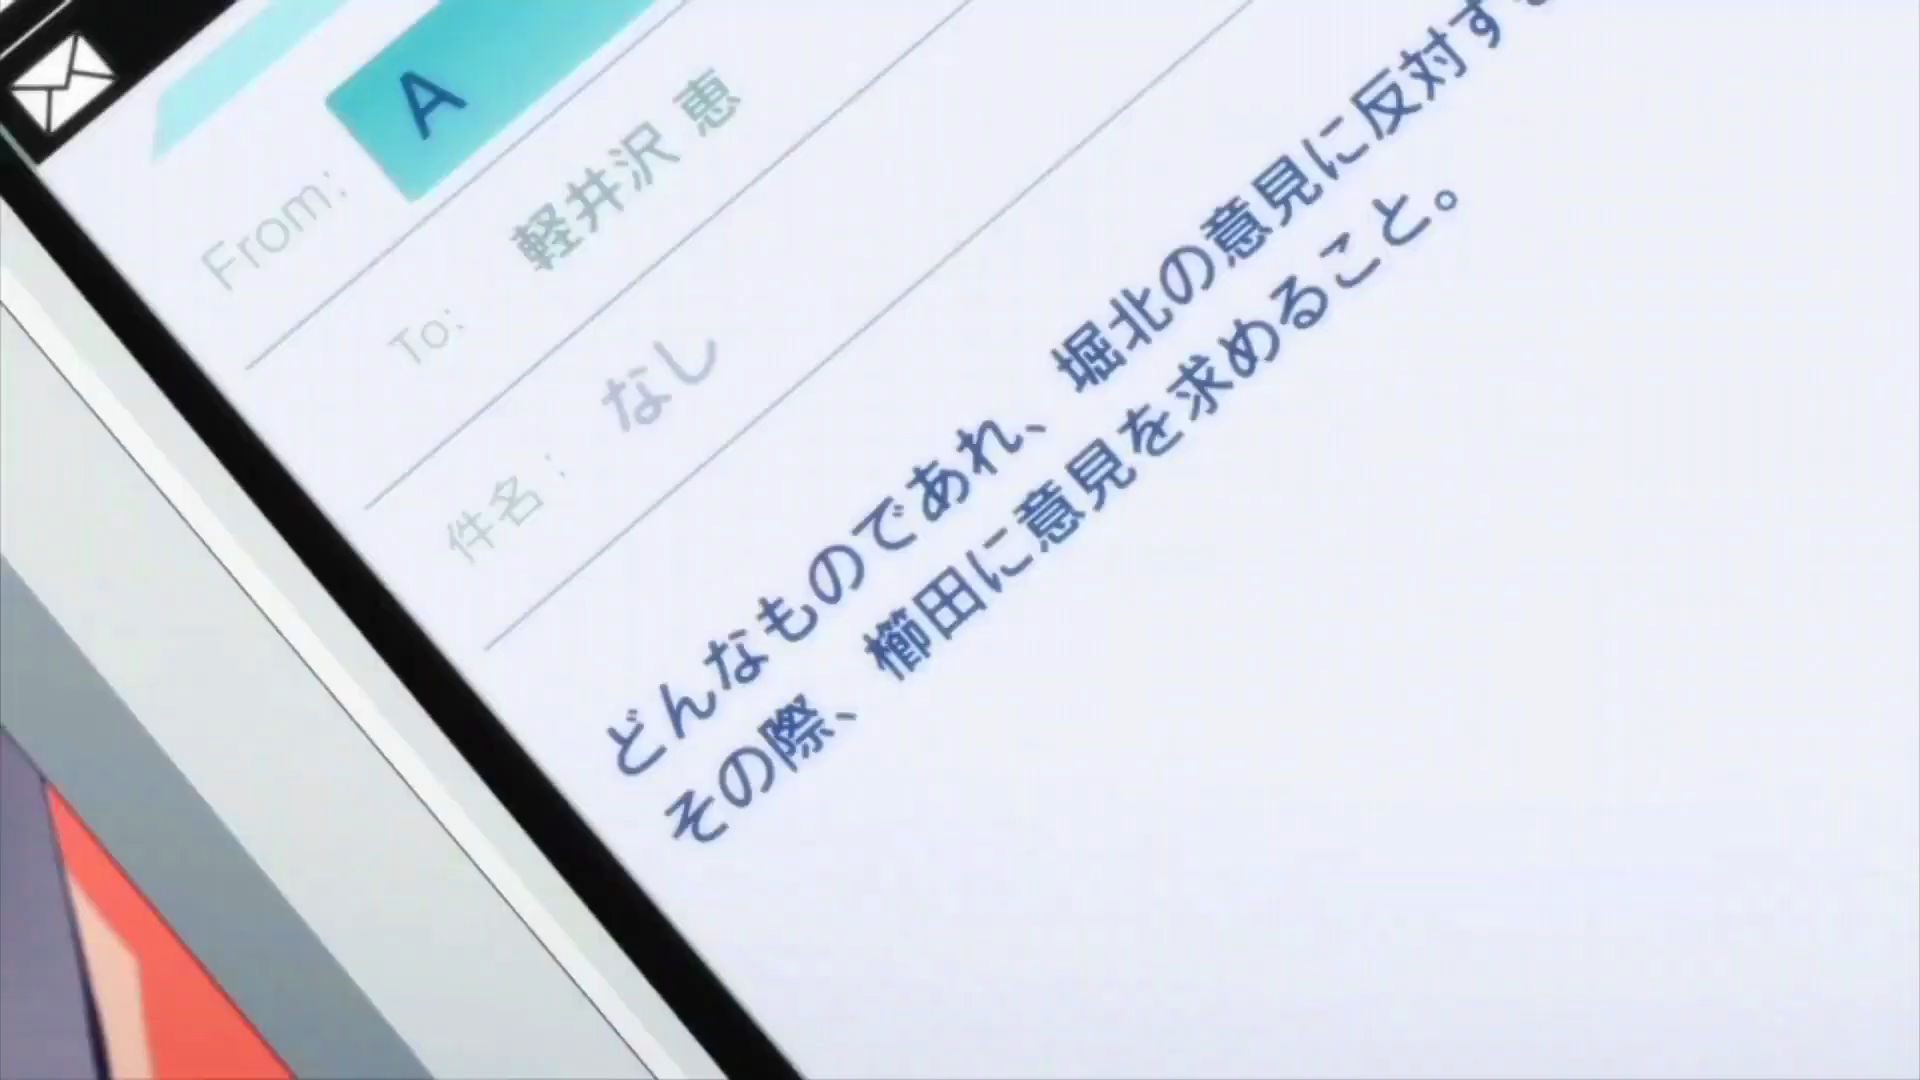 From: A
To: 軽井沢 恵
件名： なし
どんなものであれ、堀北の意見に反対す
その際、櫛田に意見を求めること。